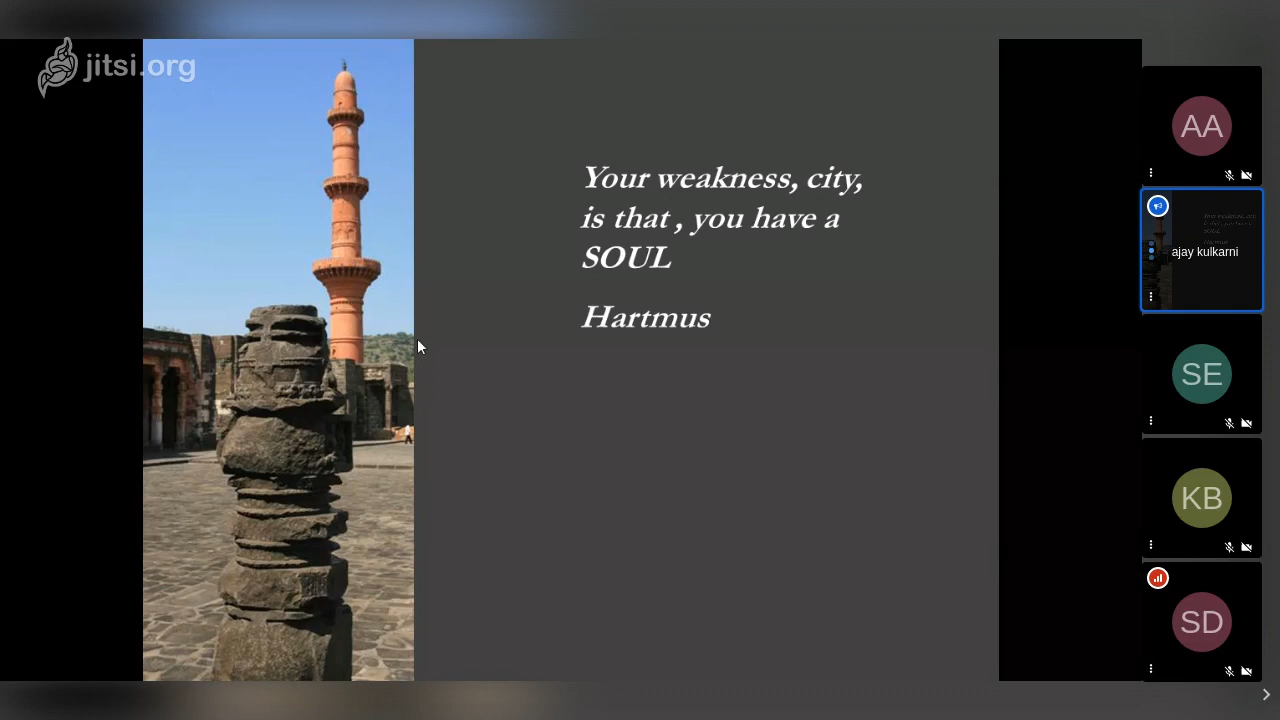 jitsi.org
Your weakness, city,
is that , you have a
SOUL
Hartmus
AA
ajay kulkarni
SE
KB
SD